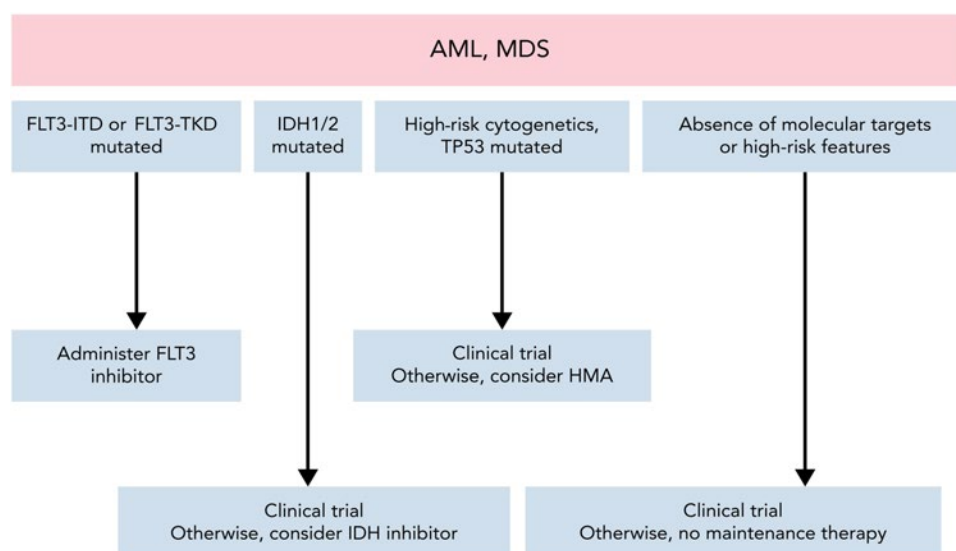 AML, MDS
FLT3-ITD or FLT3-TKD
mutated
IDH1/2
mutated
High-risk cytogenetics,
TP53 mutated
Absence of molecular targets
or high-risk features
Administer FLT3
inhibitor
Clinical trial
Otherwise, consider HMA
Clinical trial
Otherwise, consider IDH inhibitor
Clinical trial
Otherwise, no maintenance therapy